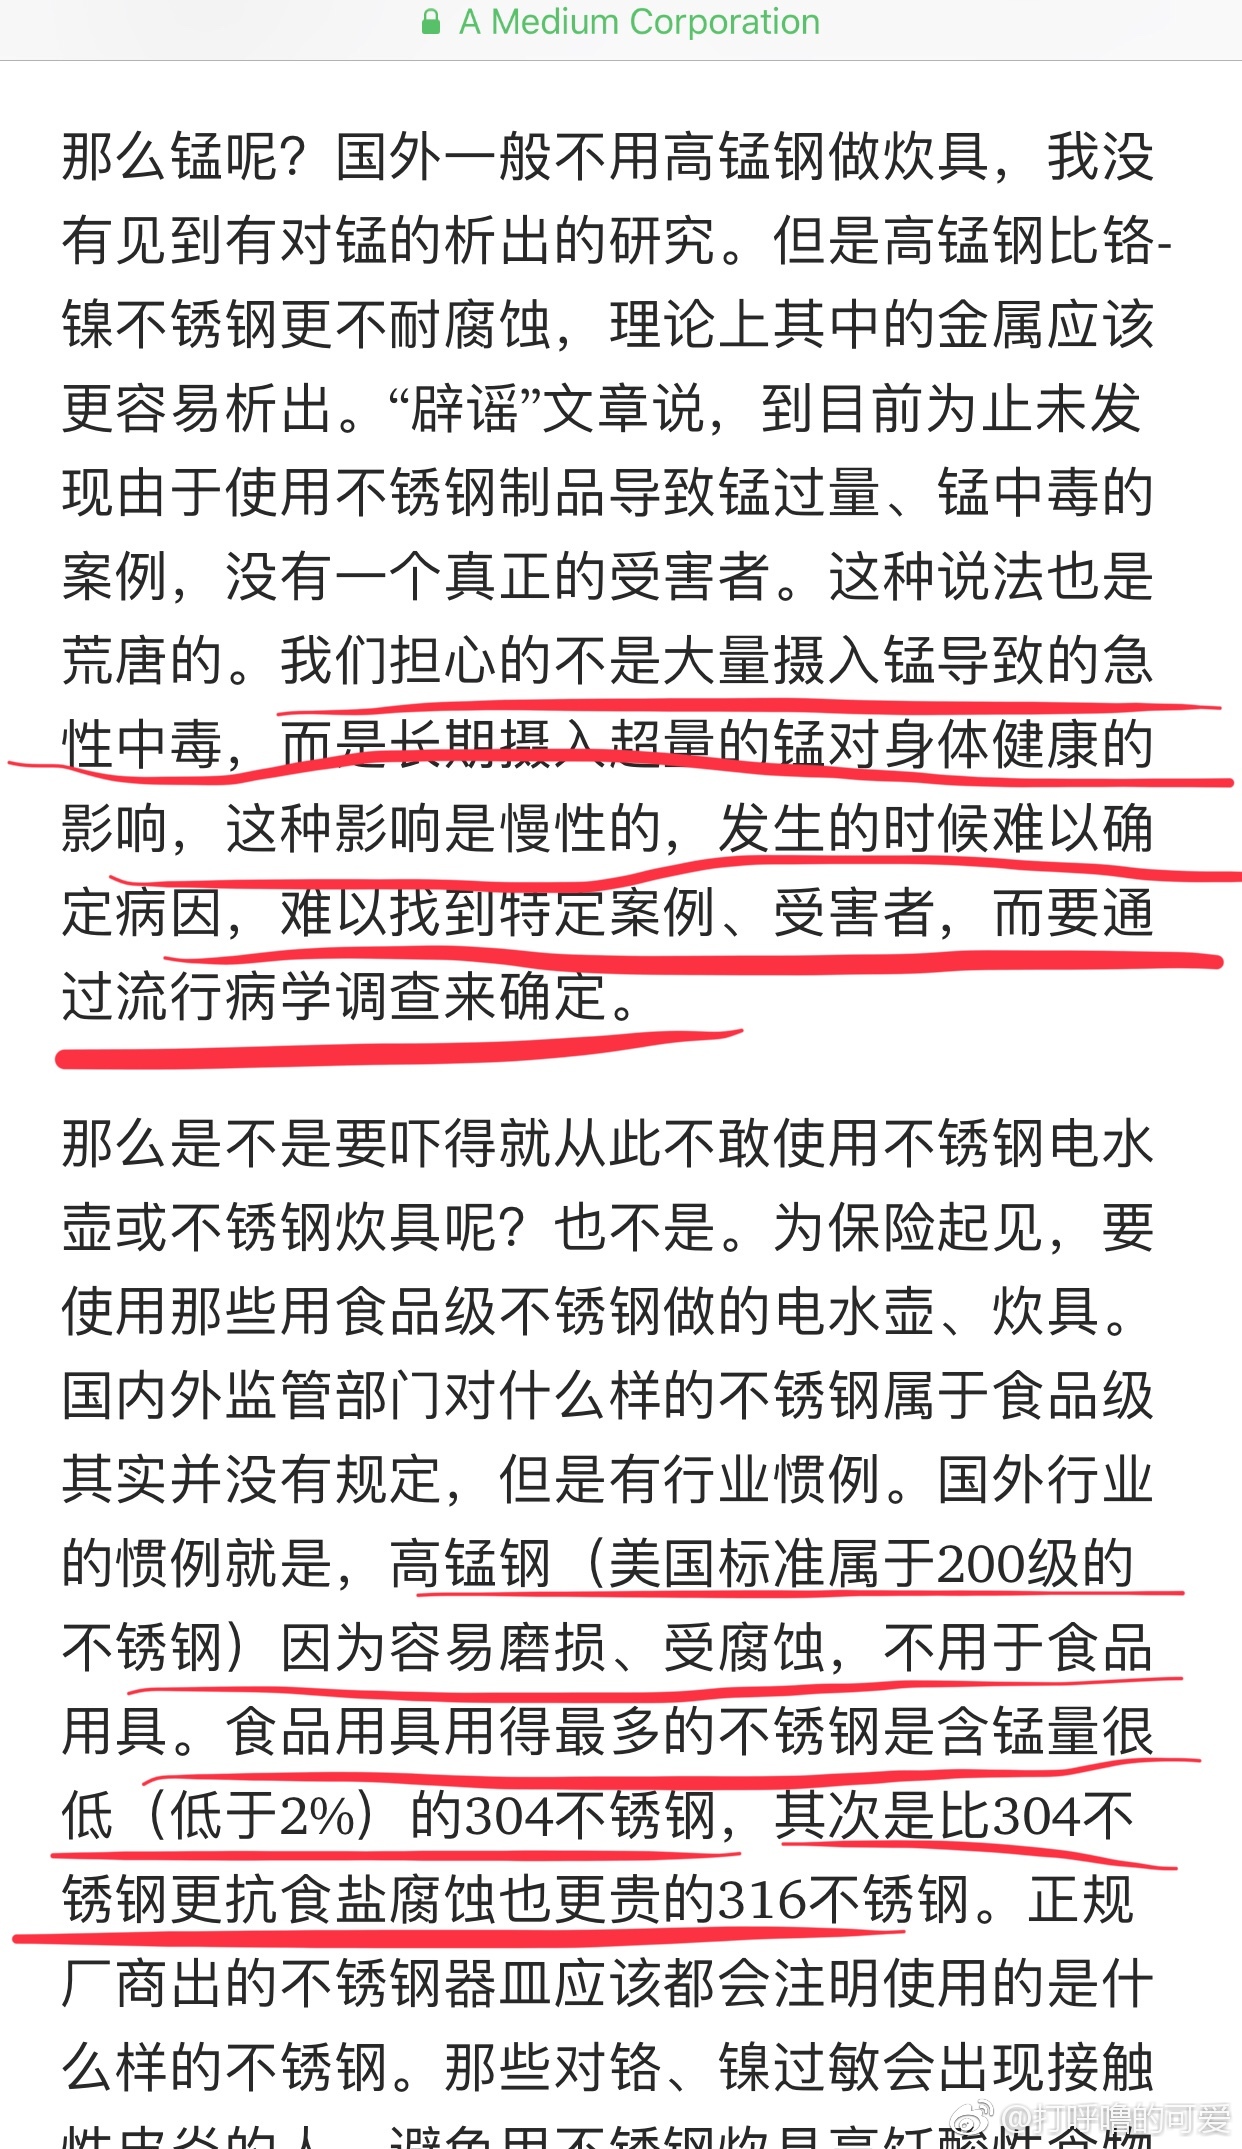 A Medium Corporation
那么锰呢？国外一般不用高锰钢做炊具，我没
有见到有对锰的析出的研究。但是高锰钢比铬-
镍不锈钢更不耐腐蚀，理论上其中的金属应该
更容易析出。“辟谣”文章说，到目前为止未发
现由于使用不锈钢制品导致锰过量、锰中毒的
案例，没有一个真正的受害者。这种说法也是
荒唐的。我们担心的不是大量摄入锰导致的急
性中毒，而是长期摄入超量的锰对身体健康的
影响，这种影响是慢性的，发生的时候难以确
定病因，难以找到特定案例、受害者，而要通
过流行病学调查来确定。
那么是不是要吓得就从此不敢使用不锈钢电水
壶或不锈钢炊具呢？也不是。为保险起见，要
使用那些用食品级不锈钢做的电水壶、炊具。
国内外监管部门对什么样的不锈钢属于食品级
其实并没有规定，但是有行业惯例。国外行业
的惯例就是，高锰钢（美国标准属于200级的
不锈钢）因为容易磨损、受腐蚀，不用于食品
用具。食品用具用得最多的不锈钢是含锰量很
低（低于2%）的304不锈钢，其次是比304不
锈钢更抗食盐腐蚀也更贵的316不锈钢。正规
厂商出的不锈钢器皿应该都会注明使用的是什
么样的不锈钢。那些对铬、镍过敏会出现接触
性皮炎的人，避免用不锈钢炊具烹饪酸性食物
@打呼噜的可爱